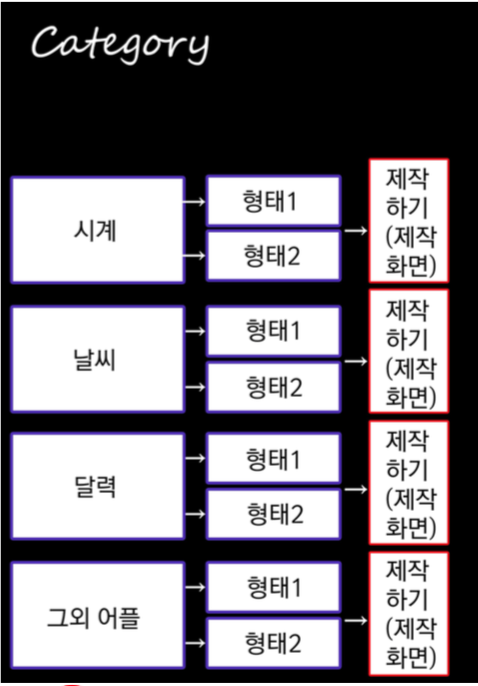 Category
시계
형태1
형태2
제작
하기
(제작
화면)
날씨
형태1
형태2
제작
하기
(제작
화면)
달력
형태1
형태2
제작
하기
(제작
화면)
그외 어플
형태1
형태2
제작
하기
(제작
화면)